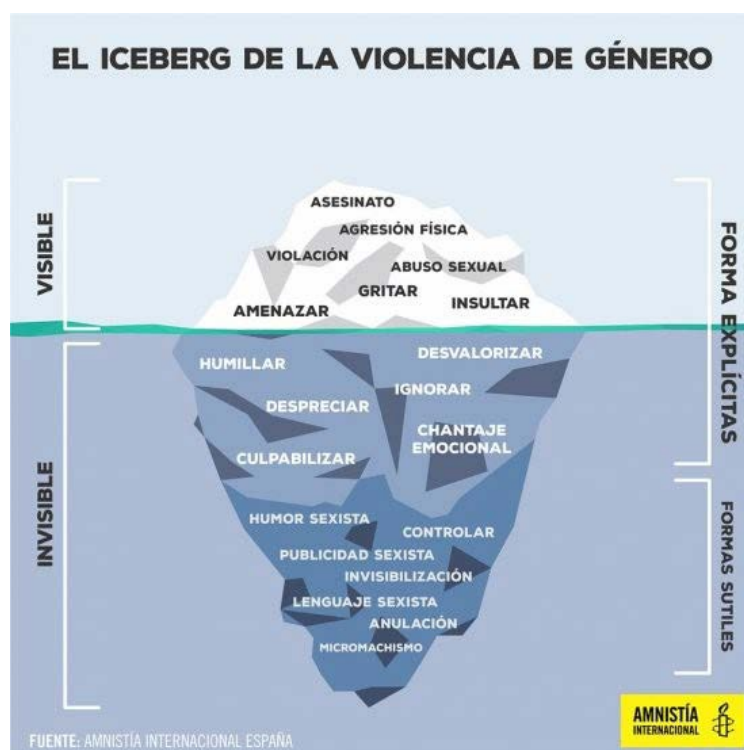 EL ICEBERG DE LA VIOLENCIA DE GÉNERO
VISIBLE
ASESINATO
AGRESIÓN FÍSICA
VIOLACIÓN
ABUSO SEXUAL
GRITAR
AMENAZAR
INSULTAR
FORMA EXPLÍCITAS
INVISIBLE
HUMILLAR
DESVALORIZAR
IGNORAR
DESPRECIAR
CHANTAJE
EMOCIONAL
CULPABILIZAR
HUMOR SEXISTA
CONTROLAR
PUBLICIDAD SEXISTA
INVISIBILIZACIÓN
LENGUAJE SEXISTA
ANULACIÓN
MICROMACHISMO
FORMAS SUTILES
FUENTE: AMNISTÍA INTERNACIONAL ESPAÑA
AMNISTÍA
INTERNACIONAL